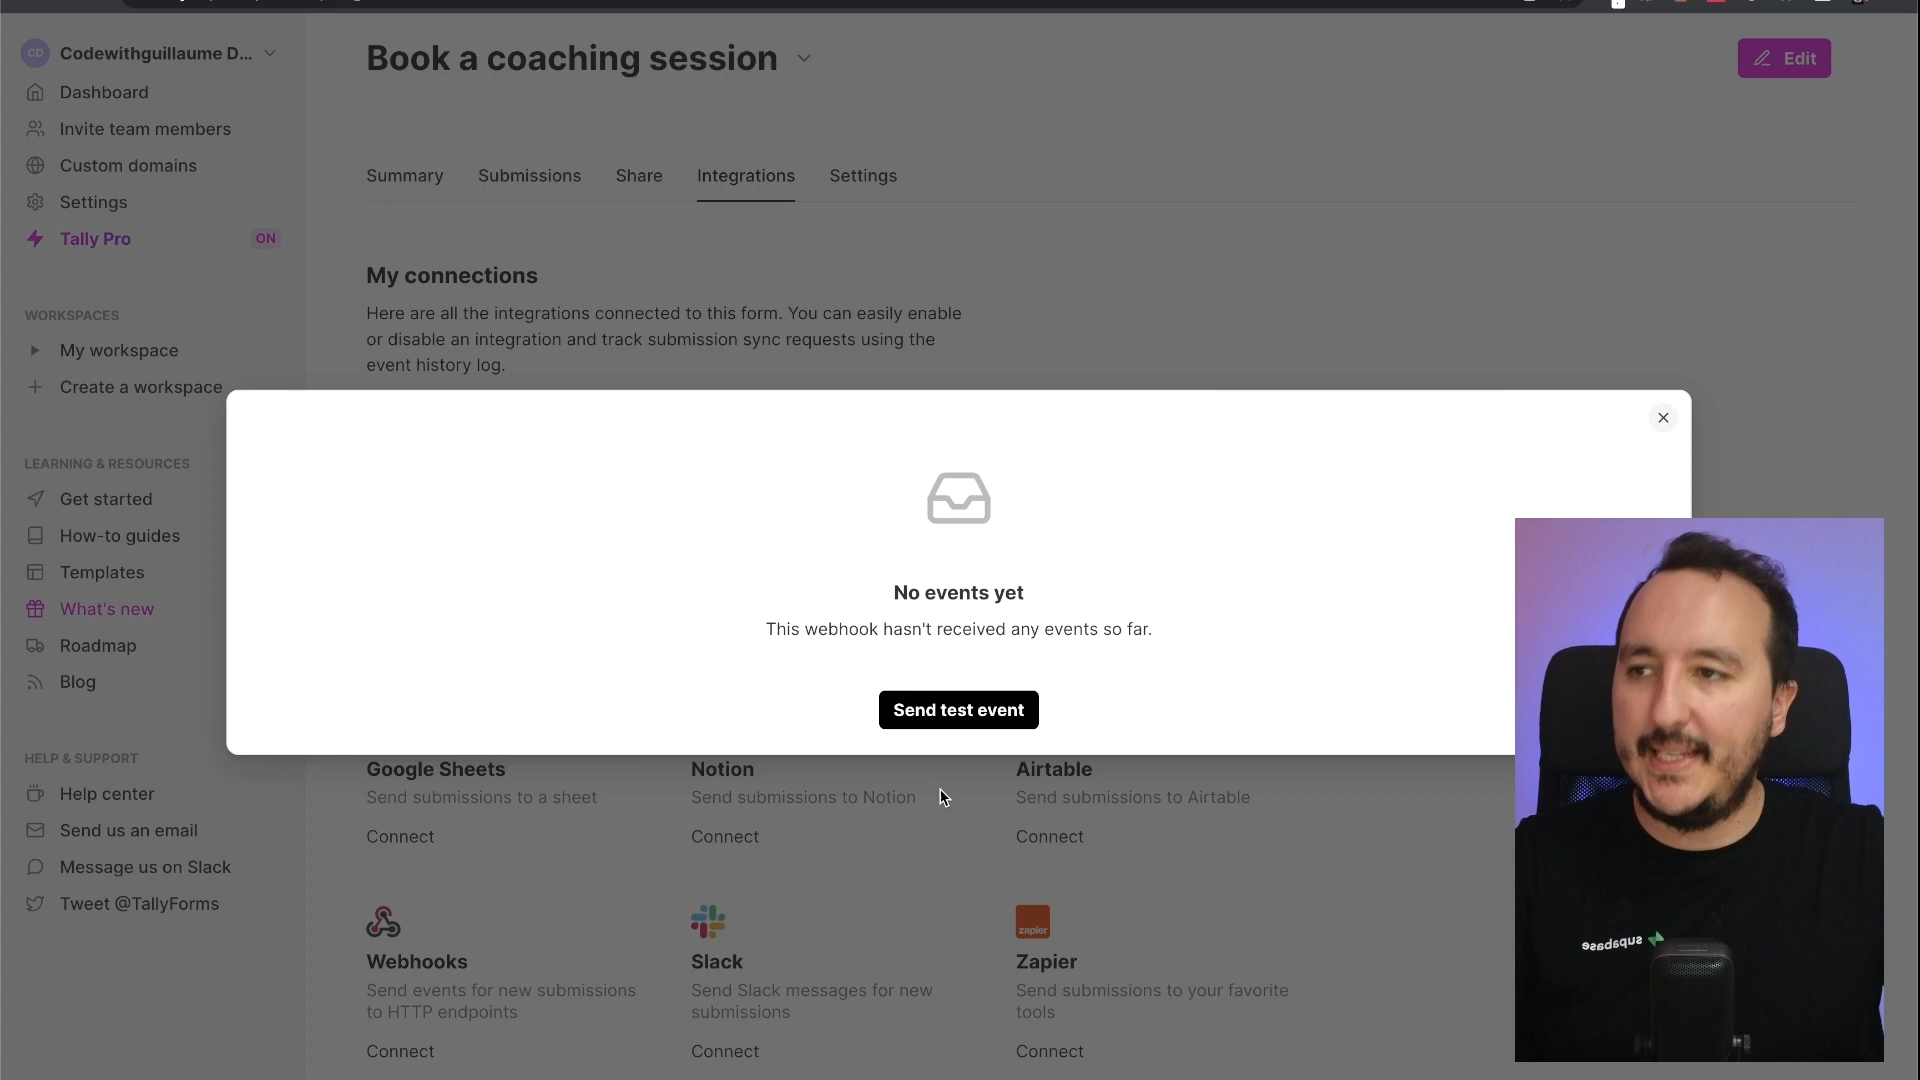 CD
Codewithguillaume D...
Dashboard
Invite team members
Custom domains
Settings
Tally Pro
ON
WORKSPACES
My workspace
Create a workspace
LEARNING & RESOURCES
Get started
How-to guides
Templates
What's new
Roadmap
Blog
HELP & SUPPORT
Help center
Send us an email
Message us on Slack
Tweet @TallyForms
Book a coaching session
Edit
Summary
Submissions
Share
Integrations
Settings
My connections
Here are all the integrations connected to this form. You can easily enable
or disable an integration and track submission sync requests using the
event history log.
No events yet
This webhook hasn't received any events so far.
Send test event
Google Sheets
Send submissions to a sheet
Connect
Notion
Send submissions to Notion
Connect
Airtable
Send submissions to Airtable
Connect
Webhooks
Send events for new submissions
to HTTP endpoints
Connect
Slack
Send Slack messages for new
submissions
Connect
zapier
Zapier
Send submissions to your favorite
tools
Connect
supabase